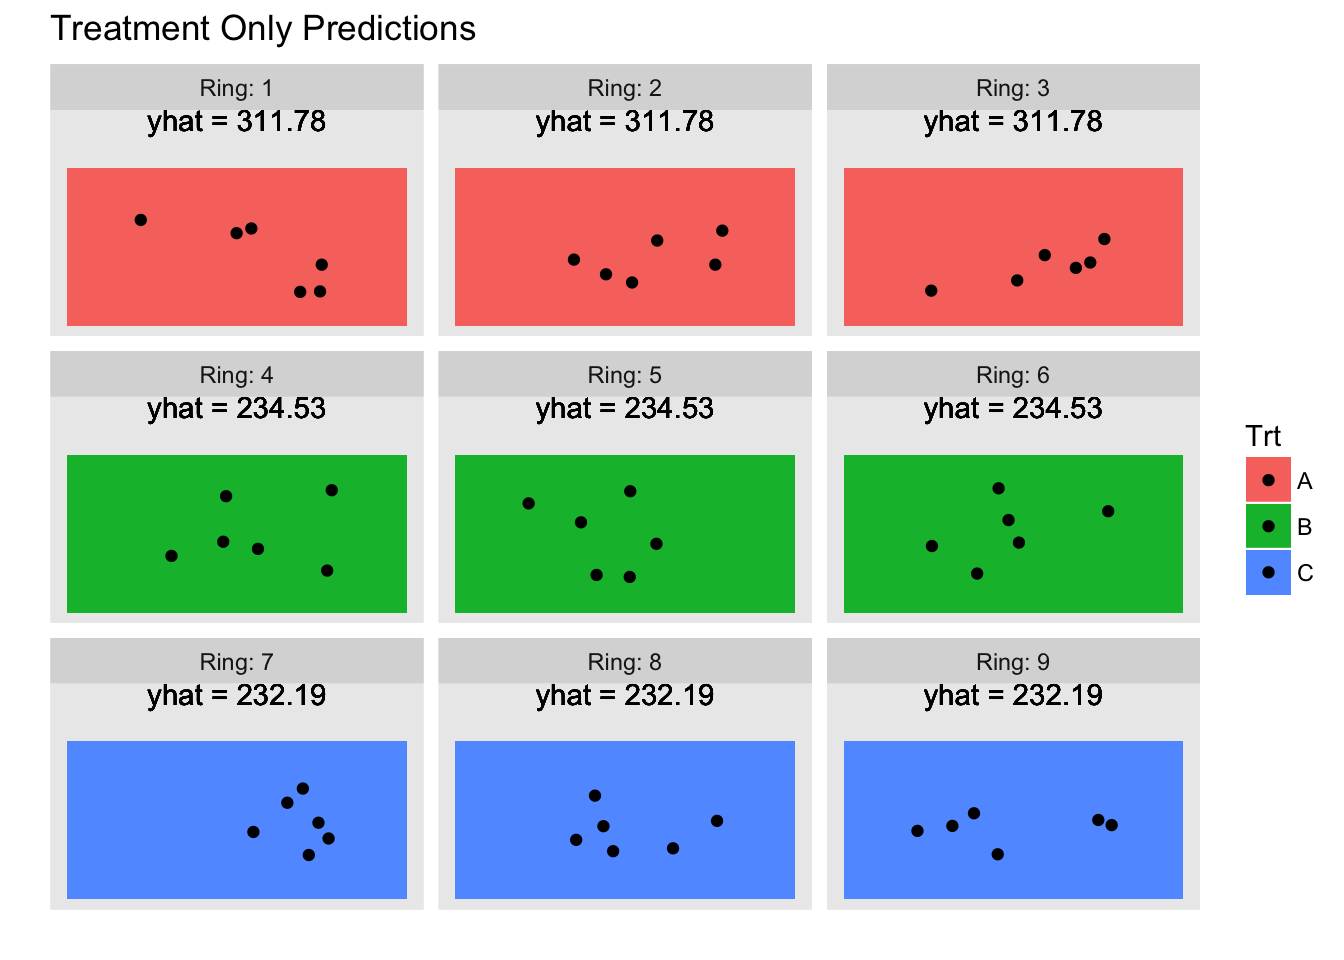 Treatment Only Predictions
Ring: 1
yhat = 311.78
Ring: 2
yhat = 311.78
Ring: 3
yhat = 311.78
Ring: 4
yhat = 234.53
Ring: 5
yhat = 234.53
Ring: 6
yhat = 234.53
Ring: 7
yhat = 232.19
Ring: 8
yhat = 232.19
Ring: 9
yhat = 232.19
Trt
A
B
C